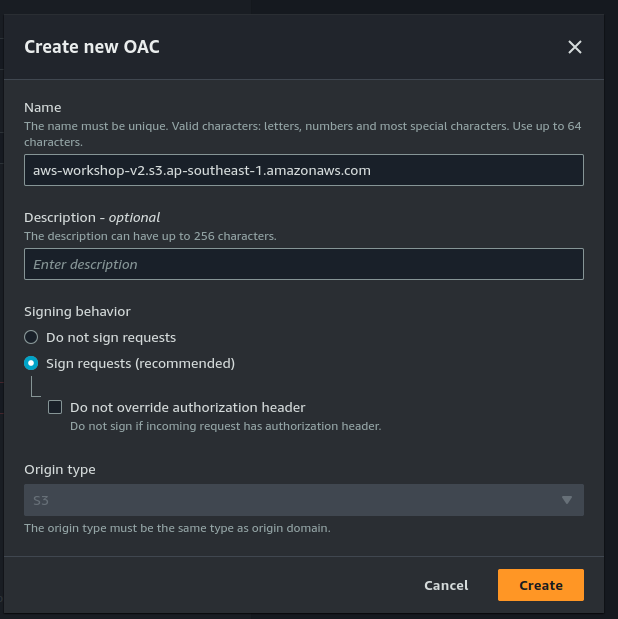 Create new OAC
Name
The name must be unique. Valid characters: letters, numbers and most special characters. Use up to 64
characters.
aws-workshop-v2.s3.ap-southeast-1.amazonaws.com
Description - optional
The description can have up to 256 characters.
Enter description
Signing behavior
Do not sign requests
Sign requests (recommended)
Do not override authorization header
Do not sign if incoming request has authorization header.
Origin type
S3
The origin type must be the same type as origin domain.
Cancel
Create